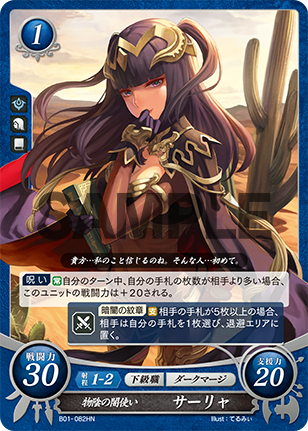 1
SAMPLE
貴方…私のこと信じるのね。そんな人…初めて。
呪い 常 自分のターン中、自分の手札の枚数が相手より多い場合、
このユニットの戦闘力は+20される。
暗闇の紋章 支 相手の手札が5枚以上の場合、
相手は自分の手札を1枚選び、退避エリアに
置く。
戦闘力
30
射程 1-2 下級職 ダークマージ
支援力
20
物陰の闇使い サーリャ
B01-082HN
Illust:てるみぃ